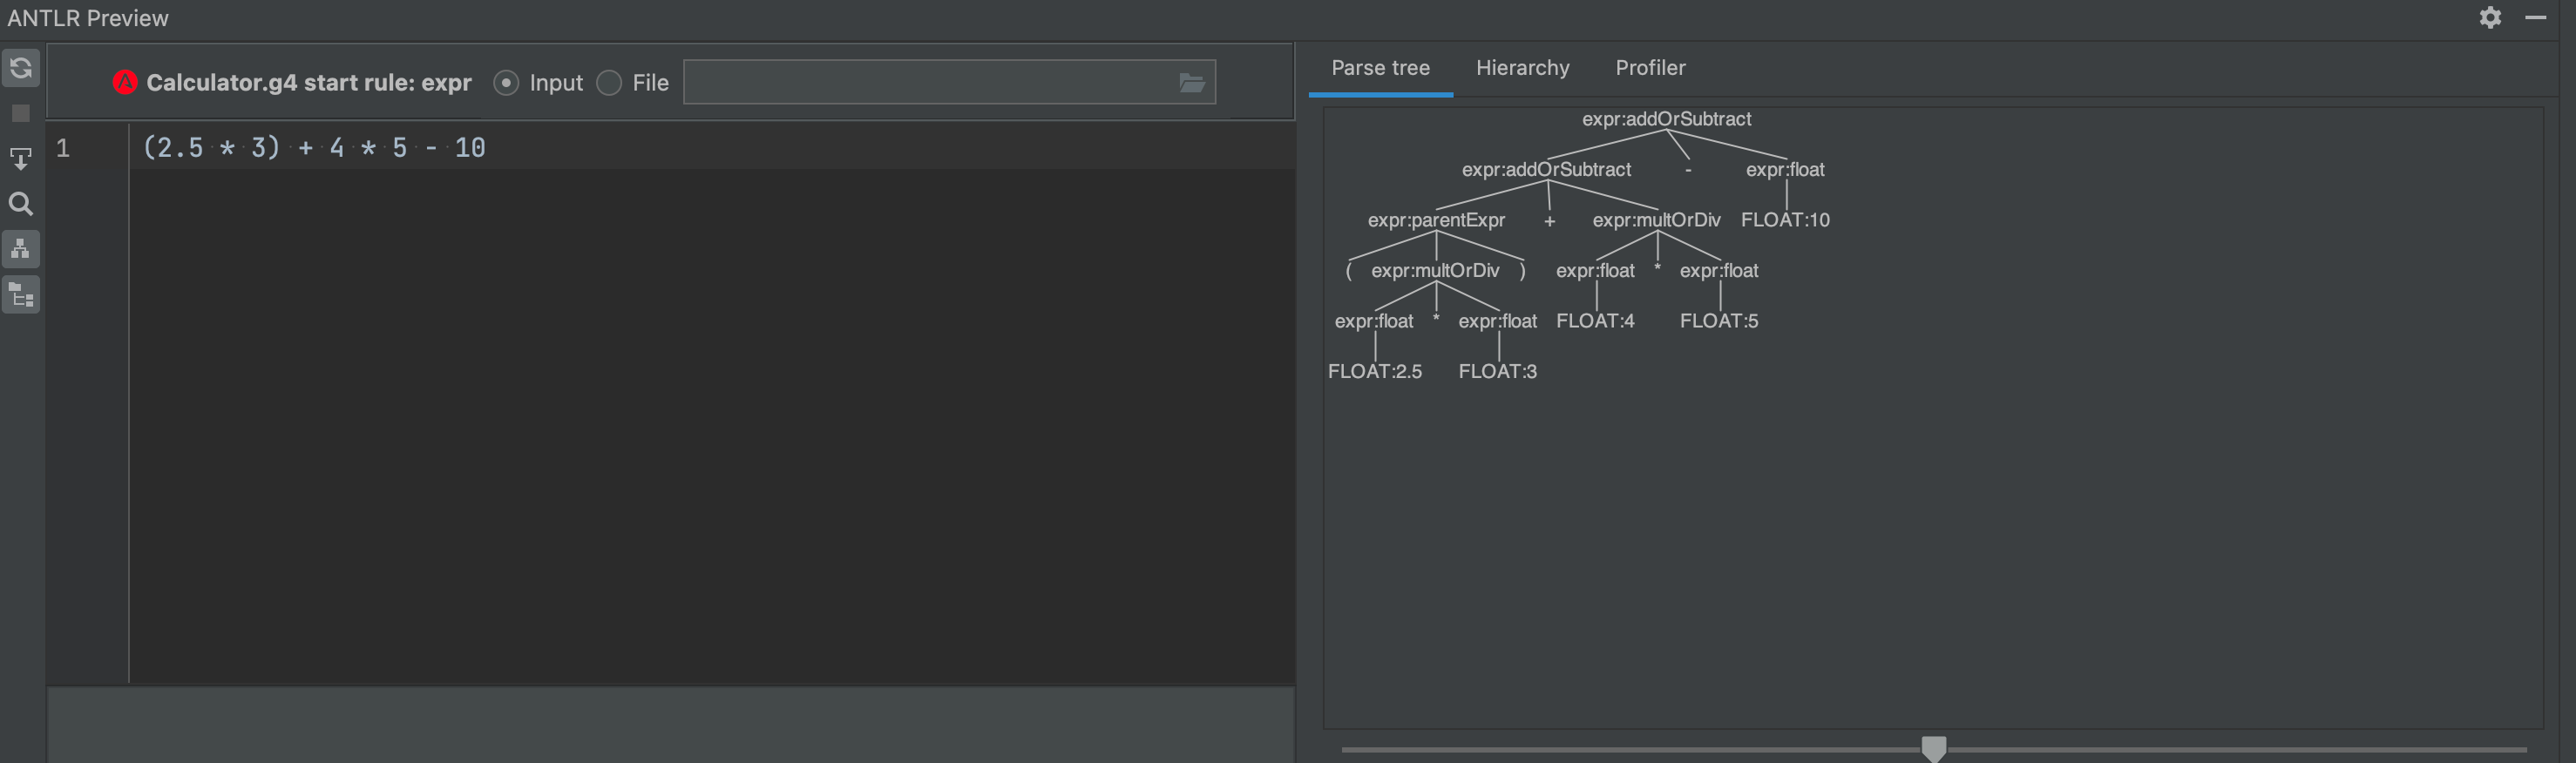 ANTLR Preview
Calculator.g4 start rule: expr Input File
1 (2.5 * 3) + 4 * 5 - 10
Parse tree Hierarchy Profiler
expr:addOrSubtract
expr:addOrSubtract - expr:float
expr:parentExpr + expr:multOrDiv FLOAT:10
( expr:multOrDiv ) expr:float * expr:float
expr:float * expr:float FLOAT:4 FLOAT:5
FLOAT:2.5 FLOAT:3